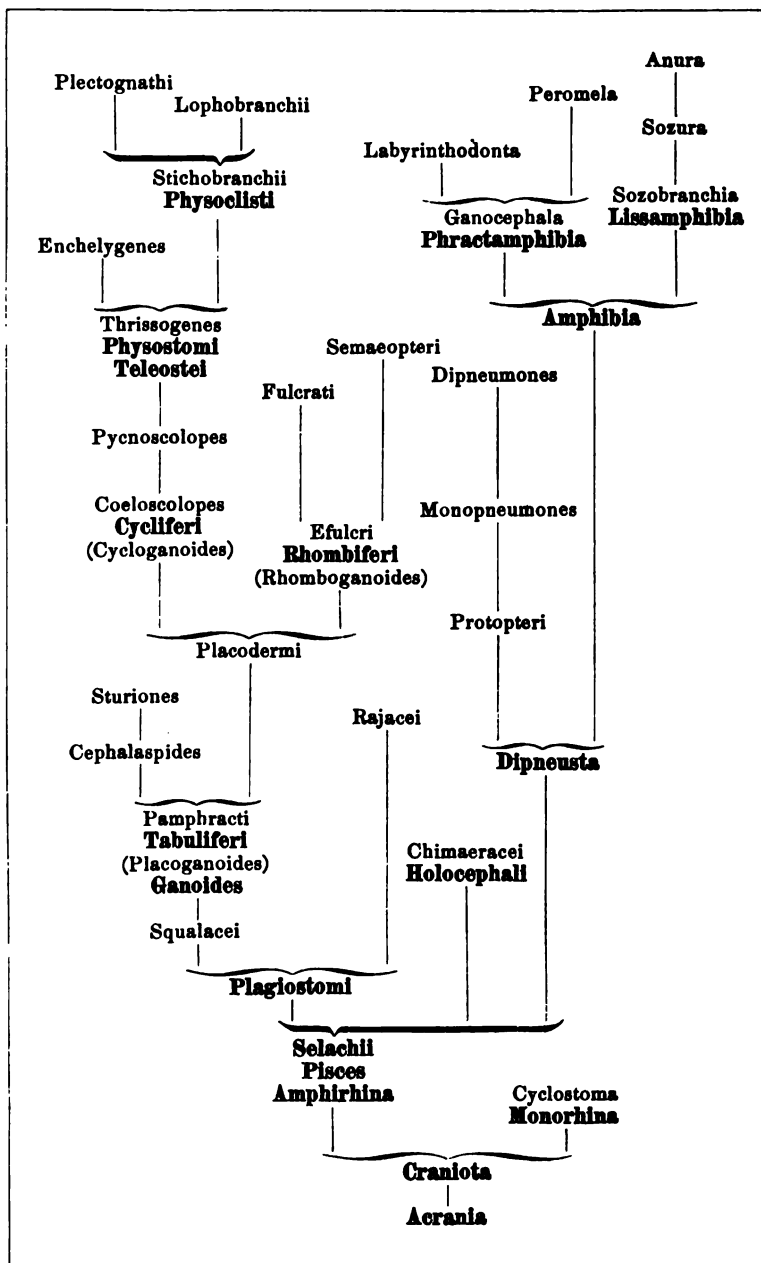 Anura
Plectognathi
Peromela
Lophobranchii
Sozura
Labyrinthodonta
Stichobranchii
Physoclisti
Sozobranchia
Lissamphibia
Ganocephala
Phractamphibia
Enchelygenes
Thrissogenes
Physostomi
Teleostei
Amphibia
Semaeopteri
Dipneumones
Fulcrati
Pycnoscolopes
Coeloscolopes
Cycliferi
(Cycloganoides)
Monopneumones
Efulcri
Rhombiferi
(Rhomboganoides)
Protopteri
Placodermi
Sturiones
Rajacei
Cephalaspides
Dipneusta
Pamphracti
Tabuliferi
(Placoganoides)
Ganoides
Chimaeracei
Holocephali
Squalacei
Plagiostomi
Selachii
Pisces
Amphirhina
Cyclostoma
Monorhina
Craniota
Acrania